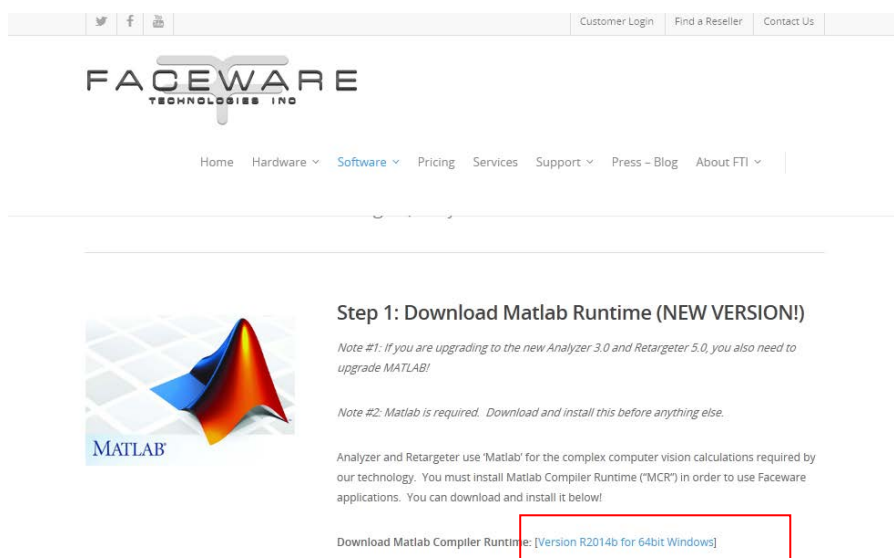 You Tube
Customer Login Find a Reseller Contact Us
FACEWARE
TECHNOLOGIES INC
Home Hardware Software Pricing Services Support Press – Blog About FTI
Step 1: Download Matlab Runtime (NEW VERSION!)
Note #1: If you are upgrading to the new Analyzer 3.0 and Retargeter 5.0, you also need to
upgrade MATLAB!
Note #2: Matlab is required.  Download and install this before anything else.
MATLAB®
Analyzer and Retargeter use 'Matlab' for the complex computer vision calculations required by
our technology.  You must install Matlab Compiler Runtime ("MCR") in order to use Faceware
applications.  You can download and install it below!
Download Matlab Compiler Runtime: [Version R2014b for 64bit Windows]